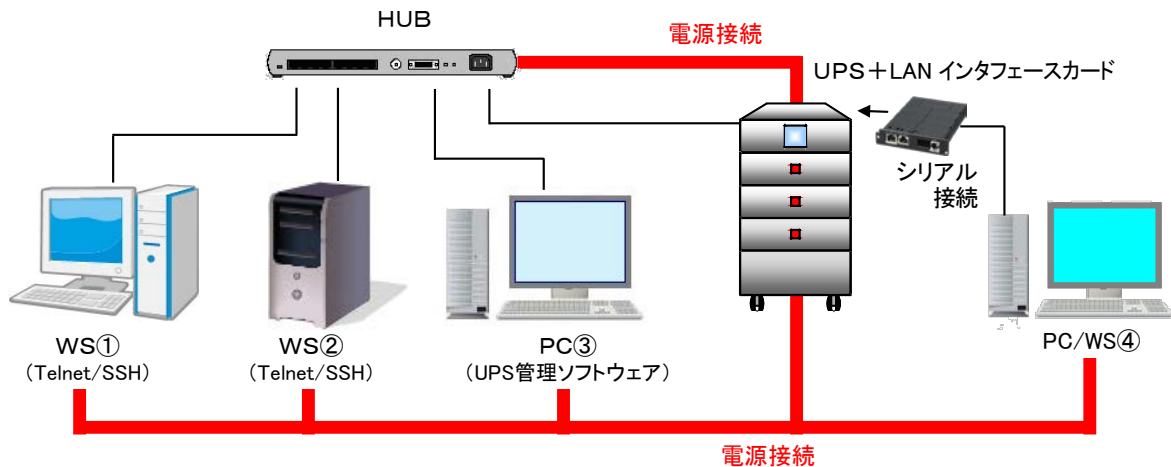 HUB
電源接続
UPS+LAN インタフェースカード
シリアル
接続
WS①
(Telnet/SSH)
WS②
(Telnet/SSH)
PC③
(UPS管理ソフトウェア)
PC/WS④
電源接続